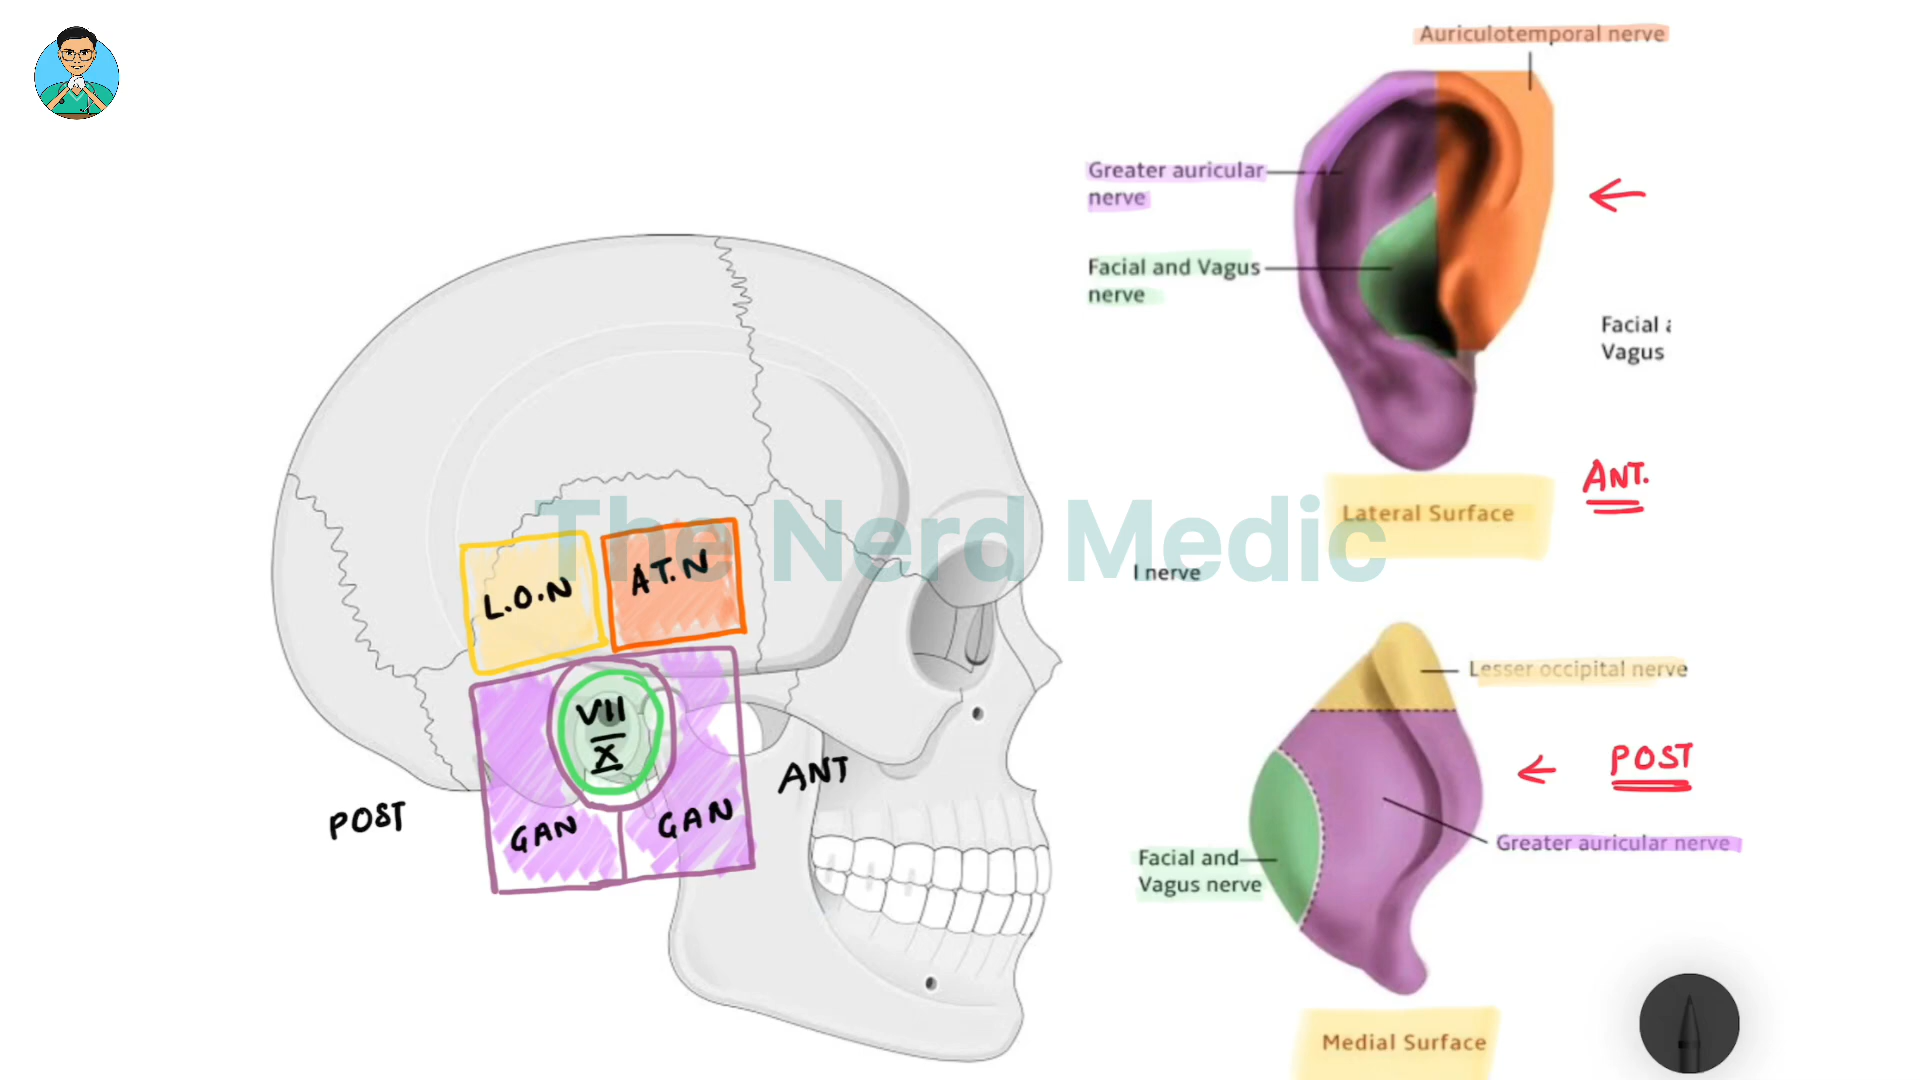 Auriculotemporal nerve
Greater auricular
nerve
Facial and Vagus
nerve
Facial a
Vagus
ANT.
Lateral Surface
The Nerd Medic
l nerve
L.O.N
A.T.N
VII
X
GAN
GAN
POST
ANT
Lesser occipital nerve
POST
Greater auricular nerve
Facial and
Vagus nerve
Medial Surface